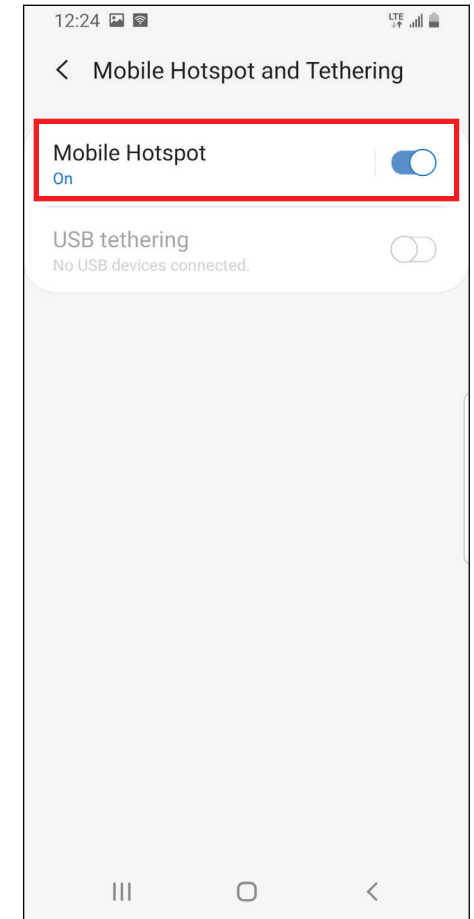 12:24 LTE
Mobile Hotspot and Tethering
Mobile Hotspot
On
USB tethering
No USB devices connected.